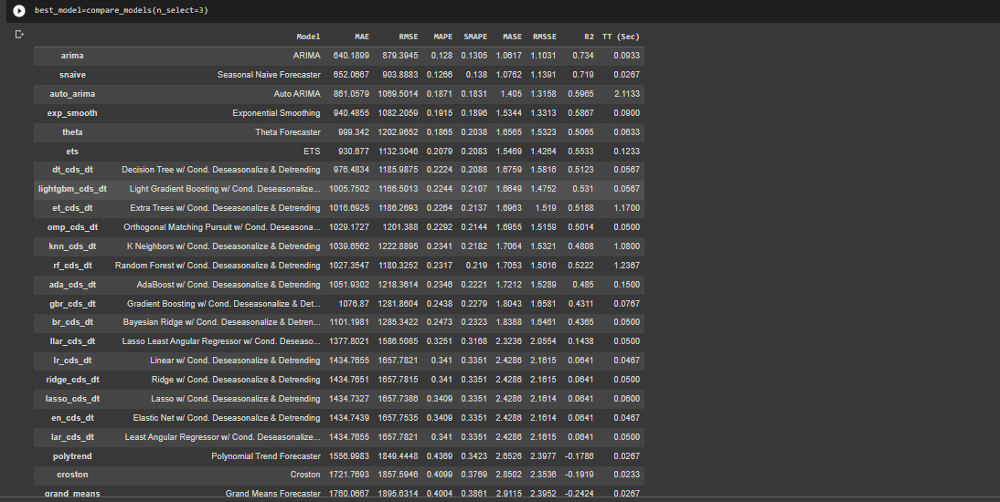 best_model=compare_models(n_select=3)
Model MAE RMSE MAPE SMAPE MASE RMSSE R2 TT (Sec)
arima ARIMA 640.1899 879.3945 0.128 0.1305 1.0617 1.1031 0.734 0.0933
snaive Seasonal Naive Forecaster 652.0667 903.8883 0.1266 0.138 1.0762 1.1391 0.719 0.0267
auto_arima Auto ARIMA 861.0579 1069.5014 0.1871 0.1831 1.405 1.3158 0.5965 2.1133
exp_smooth Exponential Smoothing 940.4855 1082.2059 0.1915 0.1896 1.5344 1.3313 0.5867 0.0900
theta Theta Forecaster 999.342 1202.9652 0.1865 0.2038 1.6565 1.5323 0.5065 0.0633
ets ETS 930.677 1132.3046 0.2079 0.2083 1.5469 1.4264 0.5533 0.1233
dt_cds_dt Decision Tree w/ Cond. Deseasonalize & Detrending 976.4834 1185.9875 0.2224 0.2088 1.6759 1.5816 0.5123 0.0567
lightgbm_cds_dt Light Gradient Boosting w/ Cond. Deseasonalize... 1005.7502 1166.5013 0.2244 0.2107 1.6649 1.4752 0.531 0.0567
et_cds_dt Extra Trees w/ Cond. Deseasonalize & Detrending 1016.6925 1186.2693 0.2264 0.2137 1.6963 1.519 0.5188 1.1700
omp_cds_dt Orthogonal Matching Pursuit w/ Cond. Deseasona... 1029.1727 1201.388 0.2292 0.2144 1.6955 1.5159 0.5014 0.0500
knn_cds_dt K Neighbors w/ Cond. Deseasonalize & Detrending 1039.6562 1222.8895 0.2341 0.2182 1.7064 1.5321 0.4808 1.0800
rf_cds_dt Random Forest w/ Cond. Deseasonalize & Detrending 1027.3547 1180.3252 0.2317 0.219 1.7053 1.5016 0.5222 1.2367
ada_cds_dt AdaBoost w/ Cond. Deseasonalize & Detrending 1051.9302 1218.3614 0.2346 0.2221 1.7212 1.5289 0.485 0.1500
gbr_cds_dt Gradient Boosting w/ Cond. Deseasonalize & Det... 1076.87 1281.8604 0.2438 0.2279 1.8043 1.6581 0.4311 0.0767
br_cds_dt Bayesian Ridge w/ Cond. Deseasonalize & Detren... 1101.1981 1285.3422 0.2473 0.2323 1.8388 1.6461 0.4365 0.0500
llar_cds_dt Lasso Least Angular Regressor w/ Cond. Deseaso... 1377.8021 1586.5085 0.3251 0.3168 2.3236 2.0554 0.1438 0.0500
lr_cds_dt Linear w/ Cond. Deseasonalize & Detrending 1434.7655 1657.7821 0.341 0.3351 2.4286 2.1615 0.0641 0.0467
ridge_cds_dt Ridge w/ Cond. Deseasonalize & Detrending 1434.7651 1657.7815 0.341 0.3351 2.4286 2.1615 0.0641 0.0500
lasso_cds_dt Lasso w/ Cond. Deseasonalize & Detrending 1434.7327 1657.7386 0.3409 0.3351 2.4286 2.1614 0.0641 0.0600
en_cds_dt Elastic Net w/ Cond. Deseasonalize & Detrending 1434.7439 1657.7535 0.3409 0.3351 2.4286 2.1614 0.0641 0.0467
lar_cds_dt Least Angular Regressor w/ Cond. Deseasonalize... 1434.7655 1657.7821 0.341 0.3351 2.4286 2.1615 0.0641 0.0500
polytrend Polynomial Trend Forecaster 1556.9983 1849.4448 0.4369 0.3423 2.6526 2.3977 -0.1786 0.0267
croston Croston 1721.7693 1857.5946 0.4099 0.3769 2.8502 2.3536 -0.1919 0.0233
grand_means Grand Means Forecaster 1760.0667 1895.6314 0.4004 0.3861 2.9115 2.3952 -0.2424 0.0267